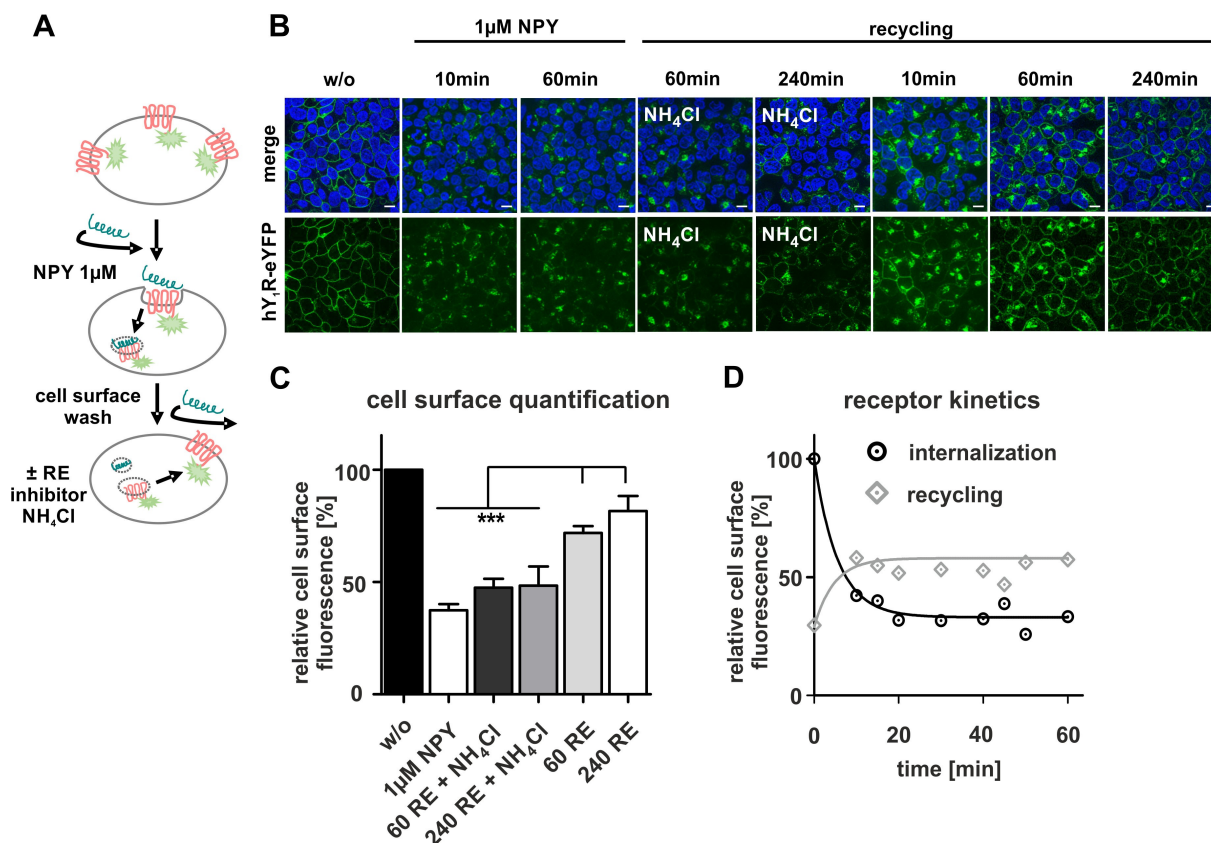 A
NPY 1µM
cell surface
wash
± RE
inhibitor
NH₄Cl
B
1µM NPY
recycling
w/o
10min
60min
60min
240min
10min
60min
240min
merge
NH₄Cl
NH₄Cl
hY₁R-eYFP
NH₄Cl
NH₄Cl
C
cell surface quantification
relative cell surface
fluorescence [%]
100
50
0
***
w/o
1µM NPY
60 RE + NH₄Cl
240 RE + NH₄Cl
60 RE
240 RE
D
receptor kinetics
internalization
recycling
relative cell surface
fluorescence [%]
100
50
0
0
20
40
60
time [min]